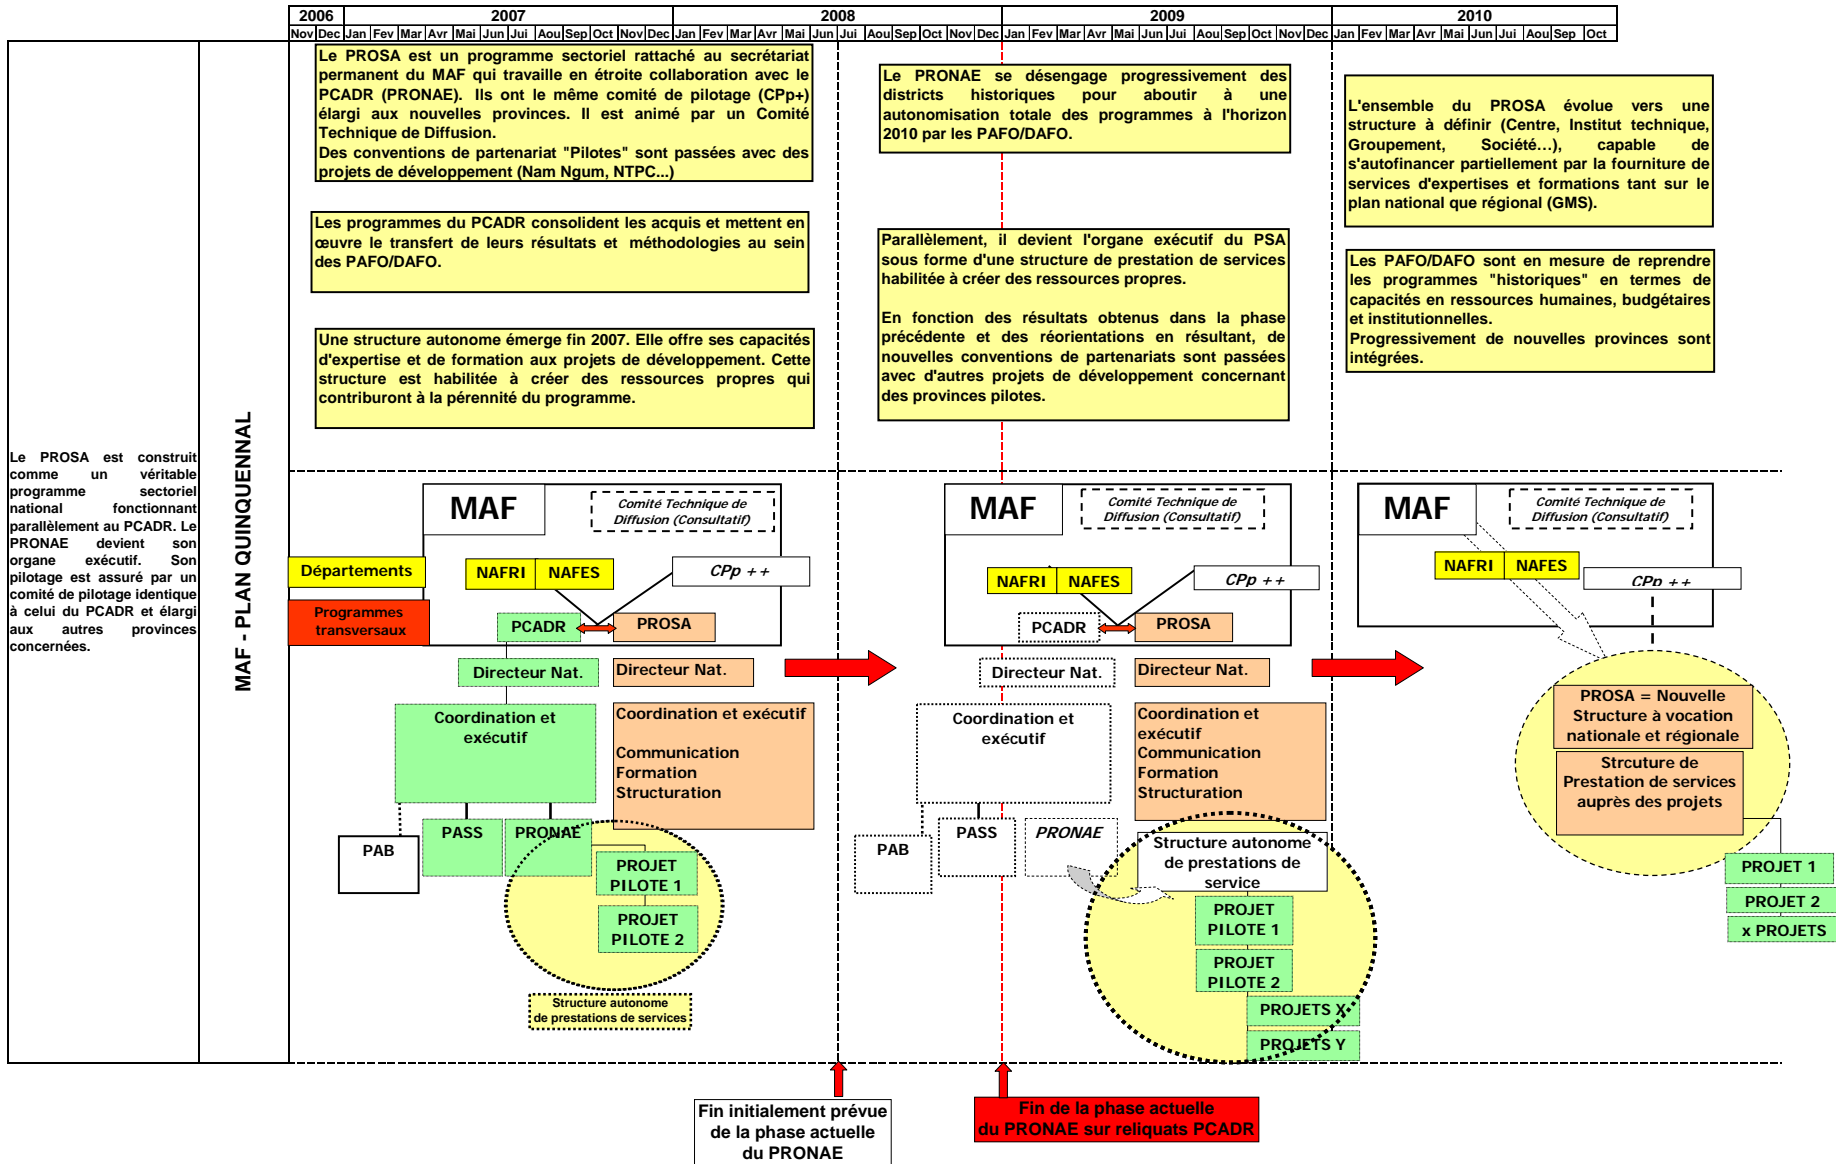 2006 2007 2008 2009 2010
Nov Dec Jan Fev Mar Avr Mai Jun Jui Aou Sep Oct Nov Dec Jan Fev Mar Avr Mai Jun Jui Aou Sep Oct Nov Dec Jan Fev Mar Avr Mai Jun Jui Aou Sep Oct Nov Dec Jan Fev Mar Avr Mai Jun Jui Aou Sep Oct
Le PROSA est construit
comme un véritable
programme sectoriel
national fonctionnant
parallèlement au PCADR. Le
PRONAE devient son
organe exécutif. Son
pilotage est assuré par un
comité de pilotage identique
à celui du PCADR et élargi
aux autres provinces
concernées.
MAF - PLAN QUINQUENNAL
Le PROSA est un programme sectoriel rattaché au secrétariat
permanent du MAF qui travaille en étroite collaboration avec le
PCADR (PRONAE). Ils ont le même comité de pilotage (CPp+)
élargi aux nouvelles provinces. Il est animé par un Comité
Technique de Diffusion.
Des conventions de partenariat "Pilotes" sont passées avec des
projets de développement (Nam Ngum, NTPC...)
Les programmes du PCADR consolident les acquis et mettent en
œuvre le transfert de leurs résultats et méthodologies au sein
des PAFO/DAFO.
Une structure autonome émerge fin 2007. Elle offre ses capacités
d'expertise et de formation aux projets de développement. Cette
structure est habilitée à créer des ressources propres qui
contriburont à la pérennité du programme.
Le PRONAE se désengage progressivement des
districts historiques pour aboutir à une
autonomisation totale des programmes à l'horizon
2010 par les PAFO/DAFO.
Parallèlement, il devient l'organe exécutif du PSA
sous forme d'une structure de prestation de services
habilitée à créer des ressources propres.
En fonction des résultats obtenus dans la phase
précédente et des réorientations en résultant, de
nouvelles conventions de partenariats sont passées
avec d'autres projets de développement concernant
des provinces pilotes.
L'ensemble du PROSA évolue vers une
structure à définir (Centre, Institut technique,
Groupement, Société...), capable de
s'autofinancer partiellement par la fourniture de
services d'expertises et formations tant sur le
plan national que régional (GMS).
Les PAFO/DAFO sont en mesure de reprendre
les programmes "historiques" en termes de
capacités en ressources humaines, budgétaires
et institutionnelles.
Progressivement de nouvelles provinces sont
intégrées.
Départements
Programmes
transversaux
MAF
Comité Technique de
Diffusion (Consultatif)
NAFRI NAFES
CPp ++
PCADR PROSA
Directeur Nat. Directeur Nat.
Coordination et
exécutif
Coordination et exécutif
Communication
Formation
Structuration
PAB
PASS
PRONAE
PROJET
PILOTE 1
PROJET
PILOTE 2
Structure autonome
de prestations de services
MAF
Comité Technique de
Diffusion (Consultatif)
NAFRI NAFES
CPp ++
PCADR PROSA
Directeur Nat. Directeur Nat.
Coordination et
exécutif
Coordination et
exécutif
Communication
Formation
Structuration
PAB
PASS
PRONAE
Structure autonome
de prestations de
service
PROJET
PILOTE 1
PROJET
PILOTE 2
PROJETS X
PROJETS Y
MAF
Comité Technique de
Diffusion (Consultatif)
NAFRI NAFES
CPp ++
PROSA = Nouvelle
Structure à vocation
nationale et régionale
Strcuture de
Prestation de services
auprès des projets
PROJET 1
PROJET 2
x PROJETS
Fin initialement prévue
de la phase actuelle
du PRONAE
Fin de la phase actuelle
du PRONAE sur reliquats PCADR